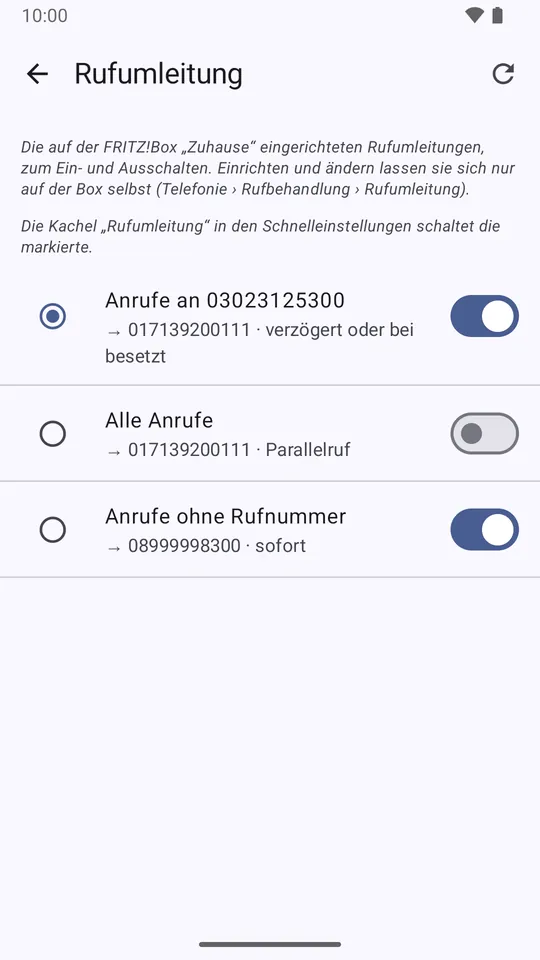 10:00
Rufumleitung
Die auf der FRITZ!Box „Zuhause“ eingerichteten Rufumleitungen,
zum Ein- und Ausschalten. Einrichten und ändern lassen sie sich nur
auf der Box selbst (Telefonie › Rufbehandlung › Rufumleitung).
Die Kachel „Rufumleitung“ in den Schnelleinstellungen schaltet die
markierte.
Anrufe an 03023125300
→ 017139200111 · verzögert oder bei
besetzt
Alle Anrufe
→ 017139200111 · Parallelruf
Anrufe ohne Rufnummer
→ 08999998300 · sofort